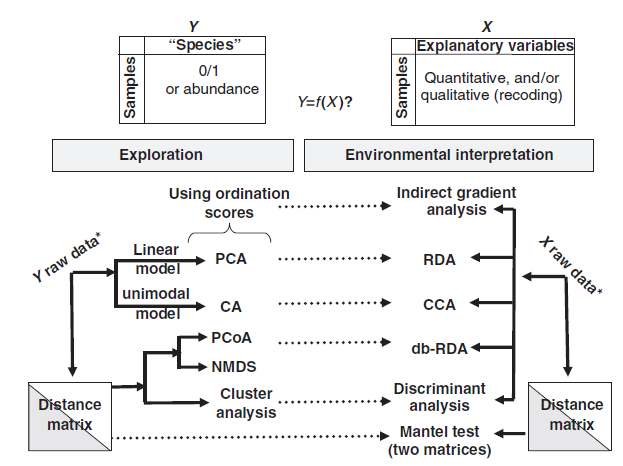 Y
X
"Species"
Explanatory variables
Samples
0/1
or abundance
Y=f(X)?
Samples
Quantitative, and/or
qualitative (recoding)
Exploration
Environmental interpretation
Using ordination
scores
Indirect gradient
analysis
Y raw data*
Linear
model
PCA
RDA
X raw data*
unimodal
model
CA
CCA
PCoA
db-RDA
NMDS
Cluster
analysis
Discriminant
analysis
Distance
matrix
Distance
matrix
Mantel test
(two matrices)